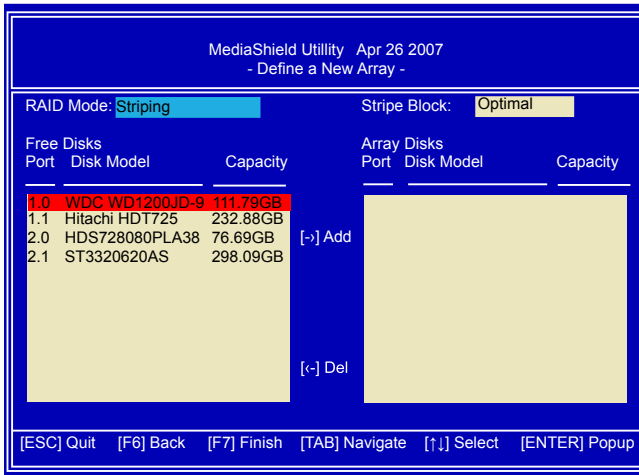 MediaShield Utillity Apr 26 2007
- Define a New Array -
RAID Mode: Striping Stripe Block: Optimal
Free Disks Array Disks
Port Disk Model Capacity Port Disk Model Capacity
1.0 WDC WD1200JD-9 111.79GB
1.1 Hitachi HDT725 232.88GB
2.0 HDS728080PLA38 76.69GB
2.1 ST3320620AS 298.09GB
[->] Add
[<-] Del
[ESC] Quit [F6] Back [F7] Finish [TAB] Navigate [↑↓] Select [ENTER] Popup